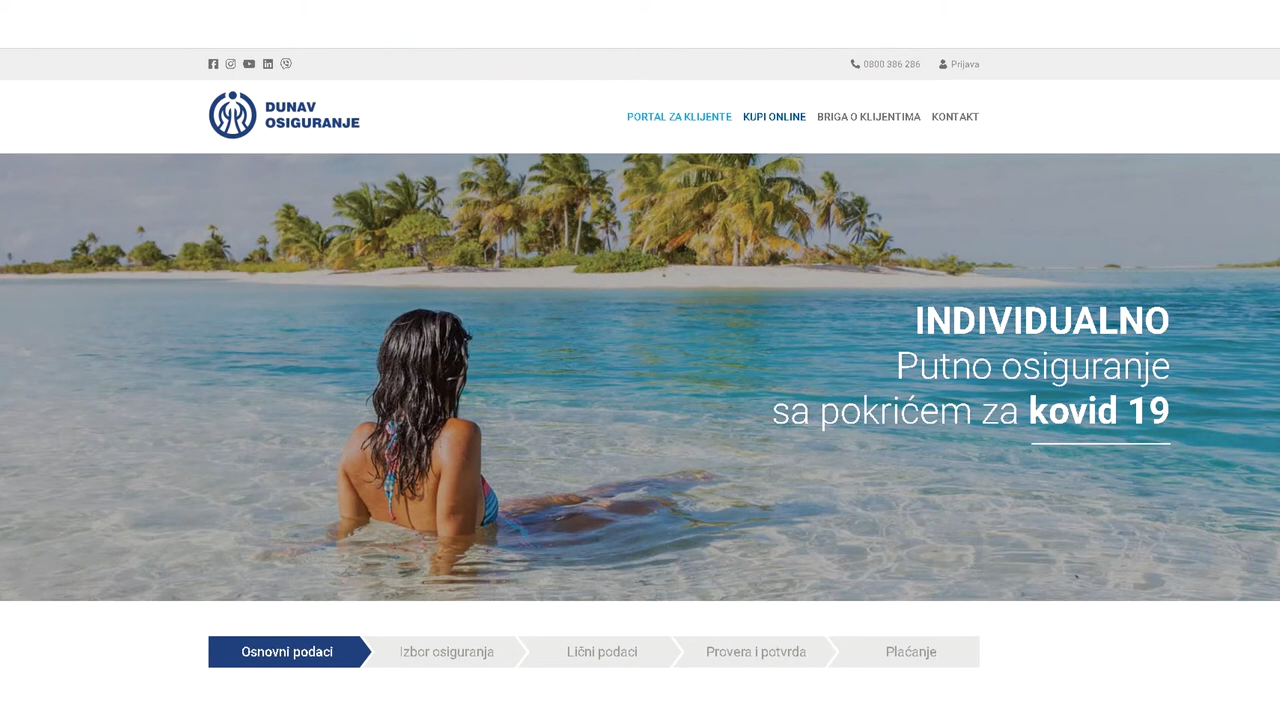 0800 386 286 Prijava
DUNAV
OSIGURANJE
PORTAL ZA KLIJENTE KUPI ONLINE BRIGA O KLIJENTIMA KONTAKT
INDIVIDUALNO
Putno osiguranje
sa pokrićem za kovid 19
Osnovni podaci Izbor osiguranja Lični podaci Provera i potvrda Plaćanje